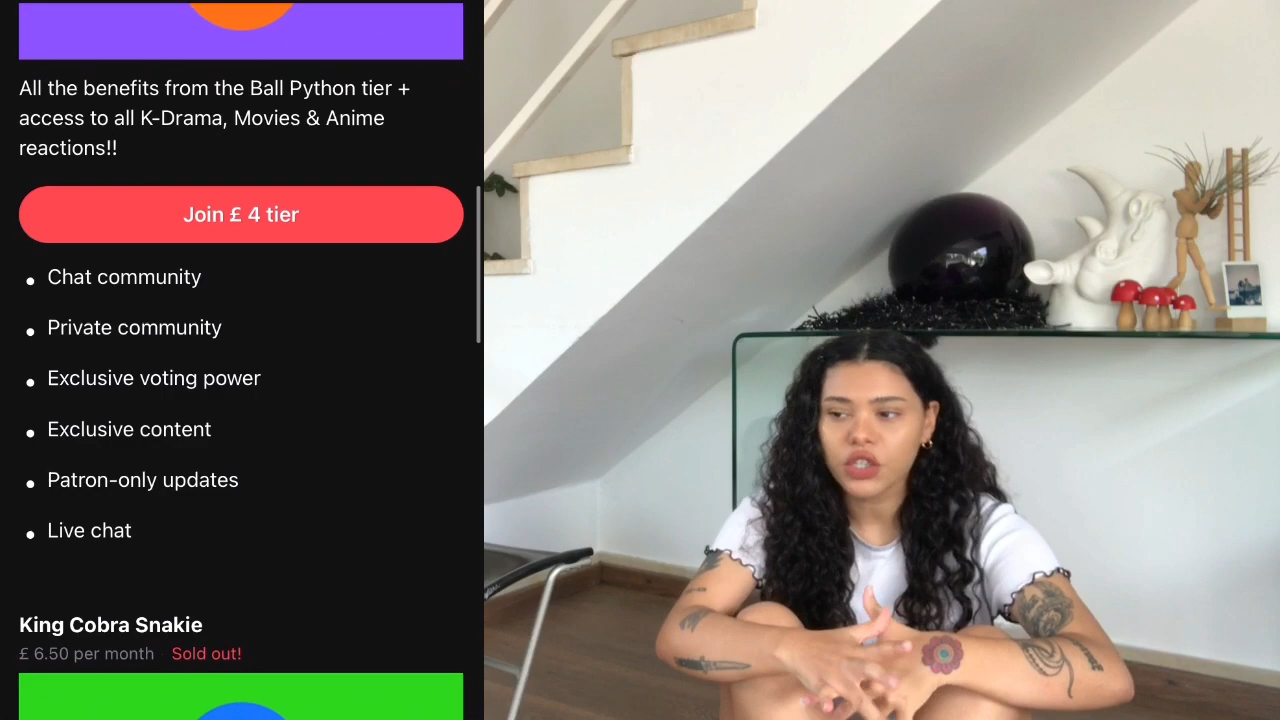 All the benefits from the Ball Python tier +
access to all K-Drama, Movies & Anime
reactions!!
Join £ 4 tier
• Chat community
• Private community
• Exclusive voting power
• Exclusive content
• Patron-only updates
• Live chat
King Cobra Snakie
£ 6.50 per month · Sold out!